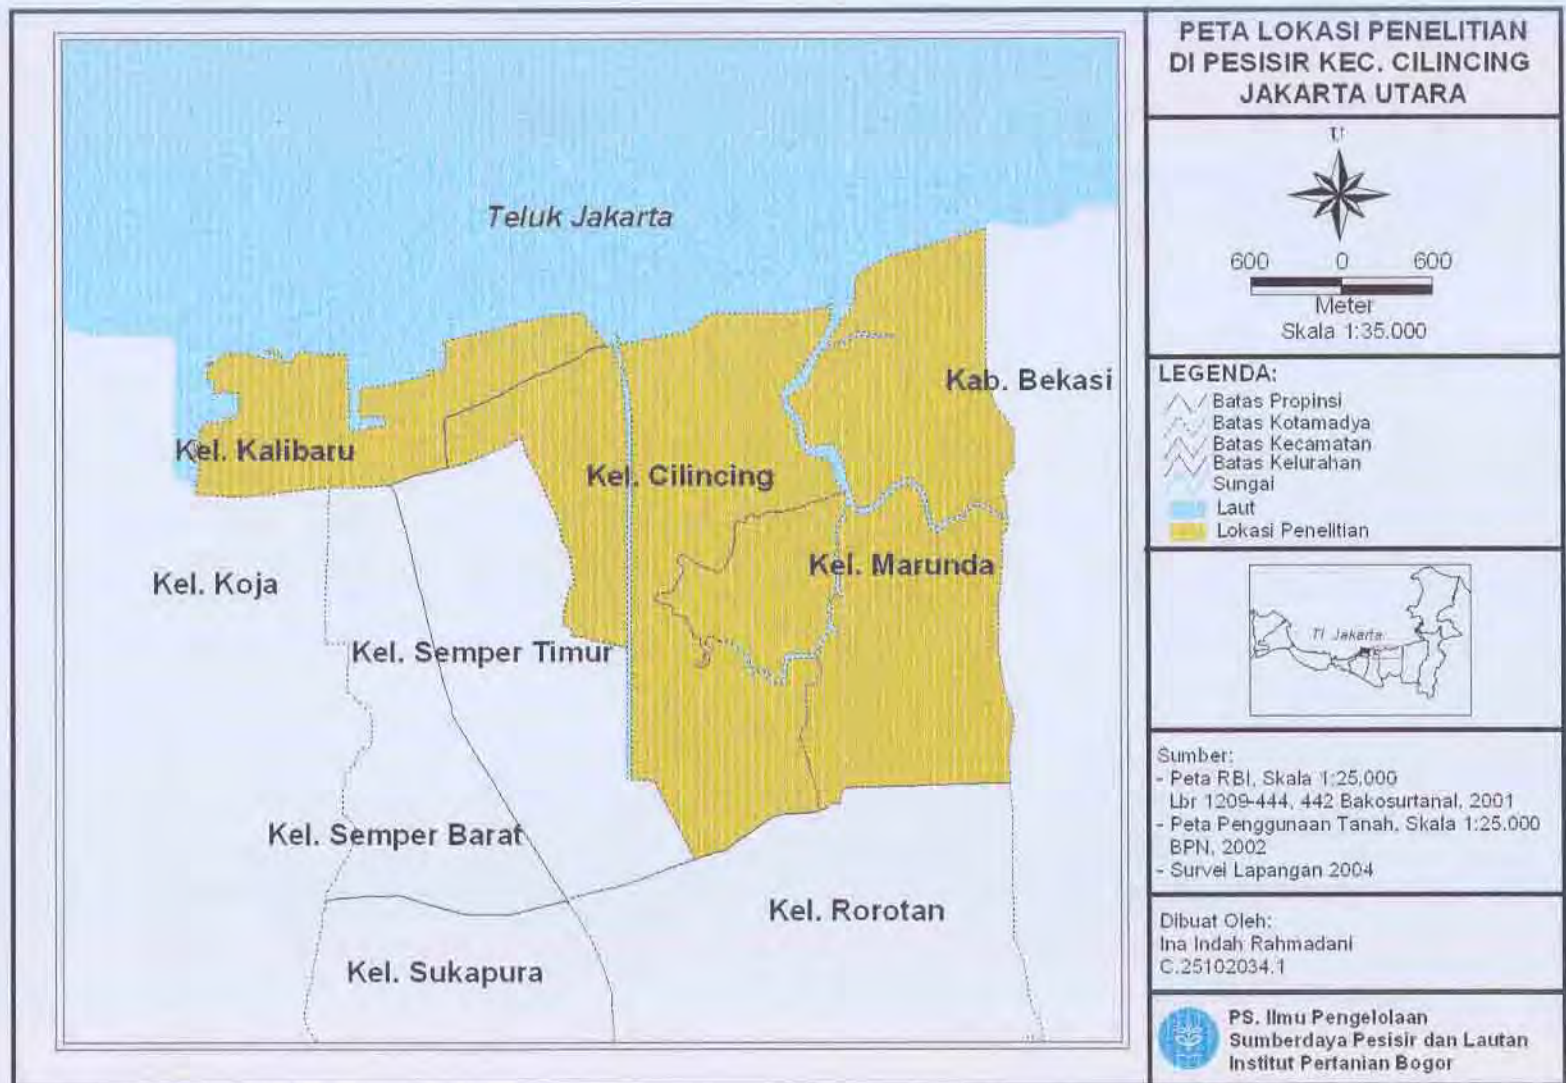 PETA LOKASI PENELITIAN
DI PESISIR KEC. CILINCING
JAKARTA UTARA
U
600 0 600
Meter
Skala 1:35.000
LEGENDA:
Batas Propinsi
Batas Kotamadya
Batas Kecamatan
Batas Kelurahan
Sungai
Laut
Lokasi Penelitian
Tl Jakarta
Sumber:
- Peta RBI, Skala 1:25.000
Lbr 1209-444, 442 Bakosurtanal, 2001
- Peta Penggunaan Tanah, Skala 1:25.000
BPN, 2002
- Survei Lapangan 2004
Dibuat Oleh:
Ina Indah Rahmadani
C.25102034.1
PS. Ilmu Pengelolaan
Sumberdaya Pesisir dan Lautan
Institut Pertanian Bogor
Teluk Jakarta
Kab. Bekasi
Kel. Kalibaru
Kel. Cilincing
Kel. Marunda
Kel. Koja
Kel. Semper Timur
Kel. Semper Barat
Kel. Rorotan
Kel. Sukapura